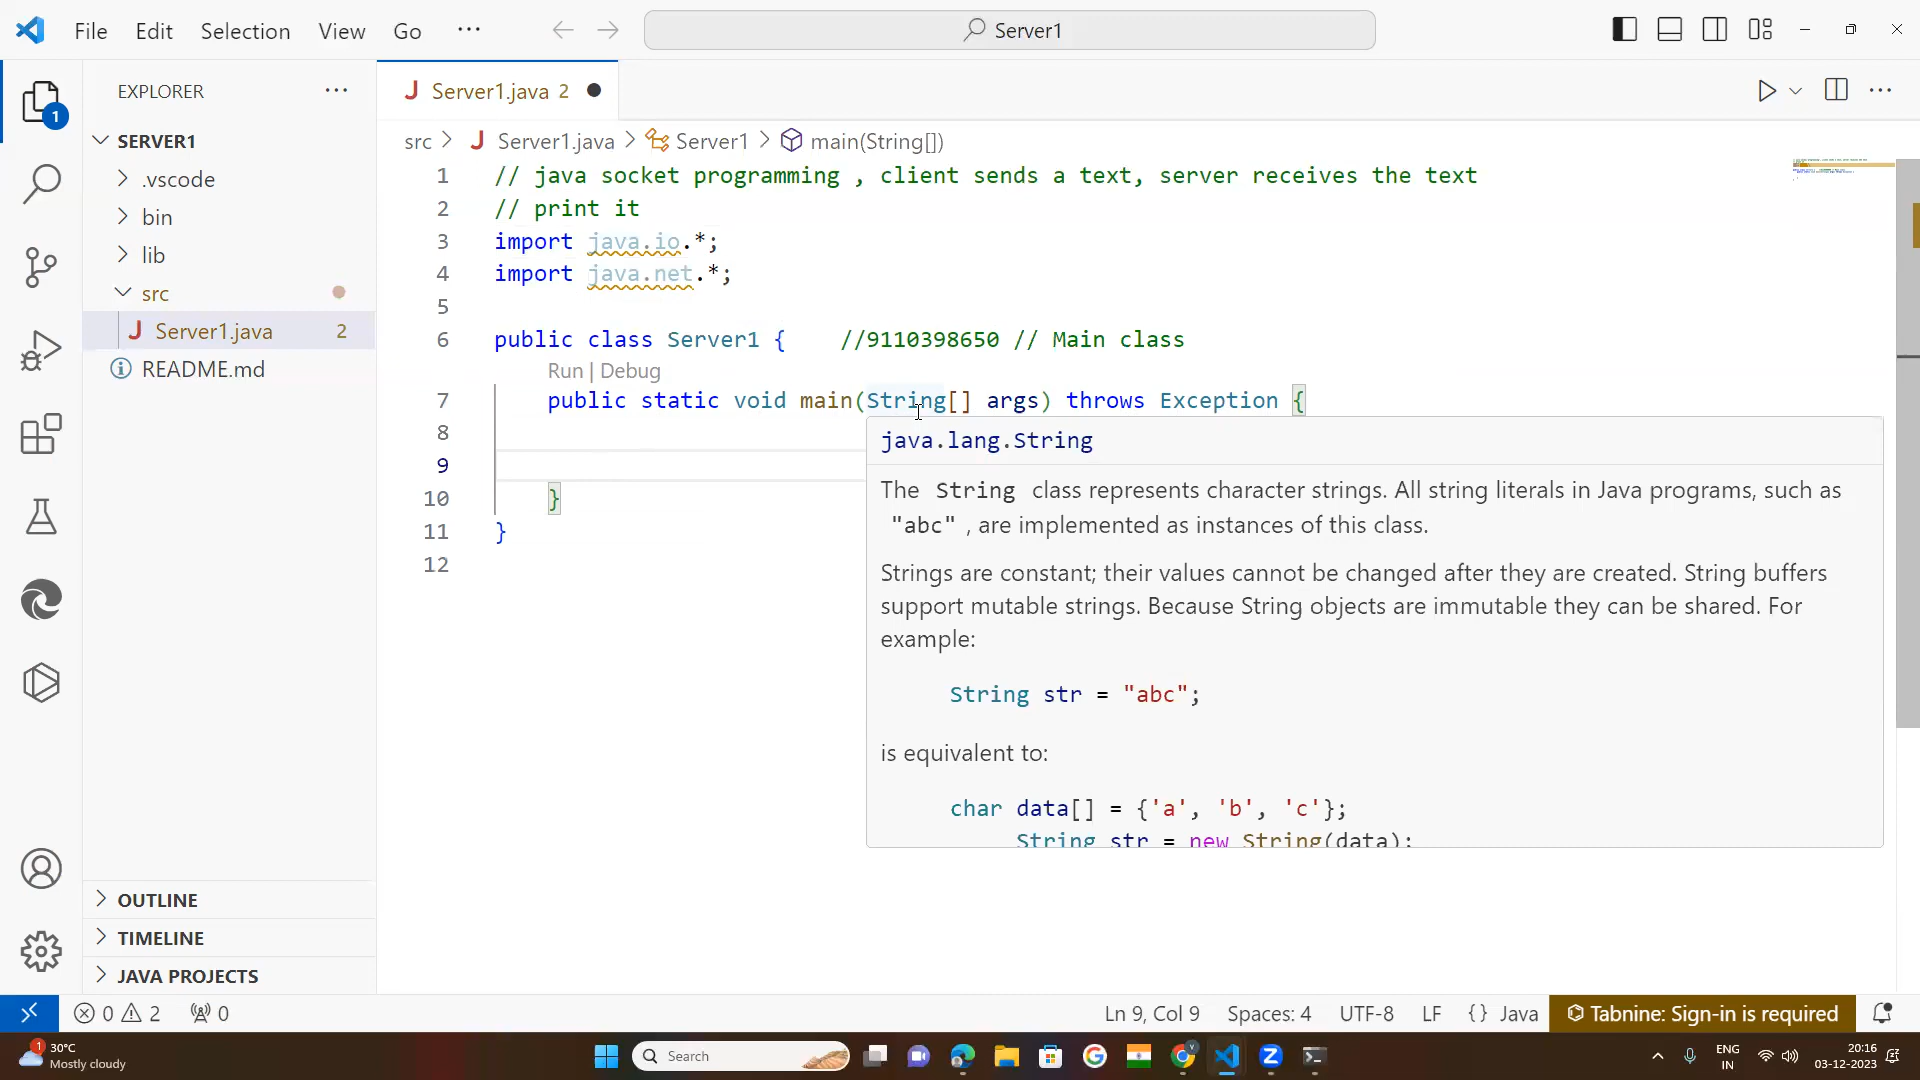 File Edit Selection View Go ···
Server1
EXPLORER ···
SERVER1
.vscode
bin
lib
src
Server1.java 2
README.md
OUTLINE
TIMELINE
JAVA PROJECTS
1
J Server1.java 2
src > J Server1.java > Server1 > main(String[])
1 // java socket programming , client sends a text, server receives the text
2 // print it
3 import java.io.*;
4 import java.net.*;
5
6 public class Server1 { //9110398650 // Main class
Run | Debug
7 public static void main(String[] args) throws Exception {
8
9
10 }
11 }
12
java.lang.String
The String class represents character strings. All string literals in Java programs, such as
"abc" , are implemented as instances of this class.
Strings are constant; their values cannot be changed after they are created. String buffers
support mutable strings. Because String objects are immutable they can be shared. For
example:
String str = "abc";
is equivalent to:
char data[] = {'a', 'b', 'c'};
String str = new String(data);
0 2 0
Ln 9, Col 9 Spaces: 4 UTF-8 LF {} Java Tabnine: Sign-in is required
1 30°C
Mostly cloudy
Search
ENG
IN
20:16
03-12-2023